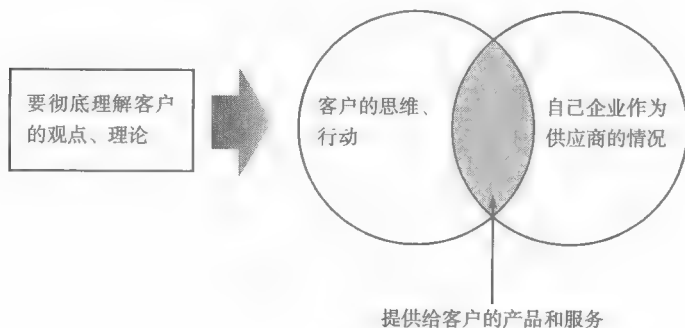 要彻底理解客户
的观点、理论
客户的思维、
行动
自己企业作为
供应商的情况
提供给客户的产品和服务